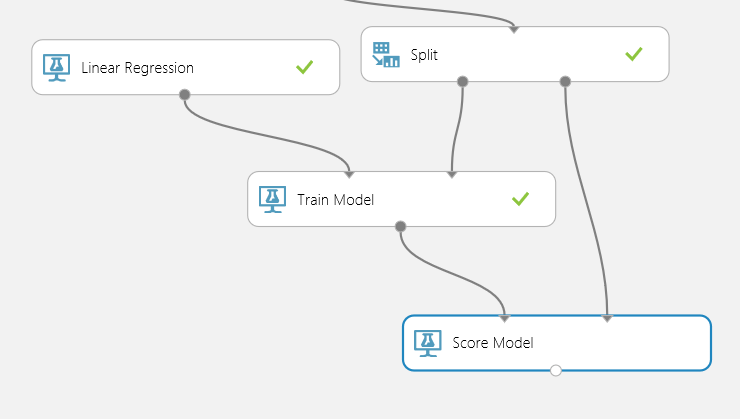 Split
Linear Regression
Train Model
Score Model